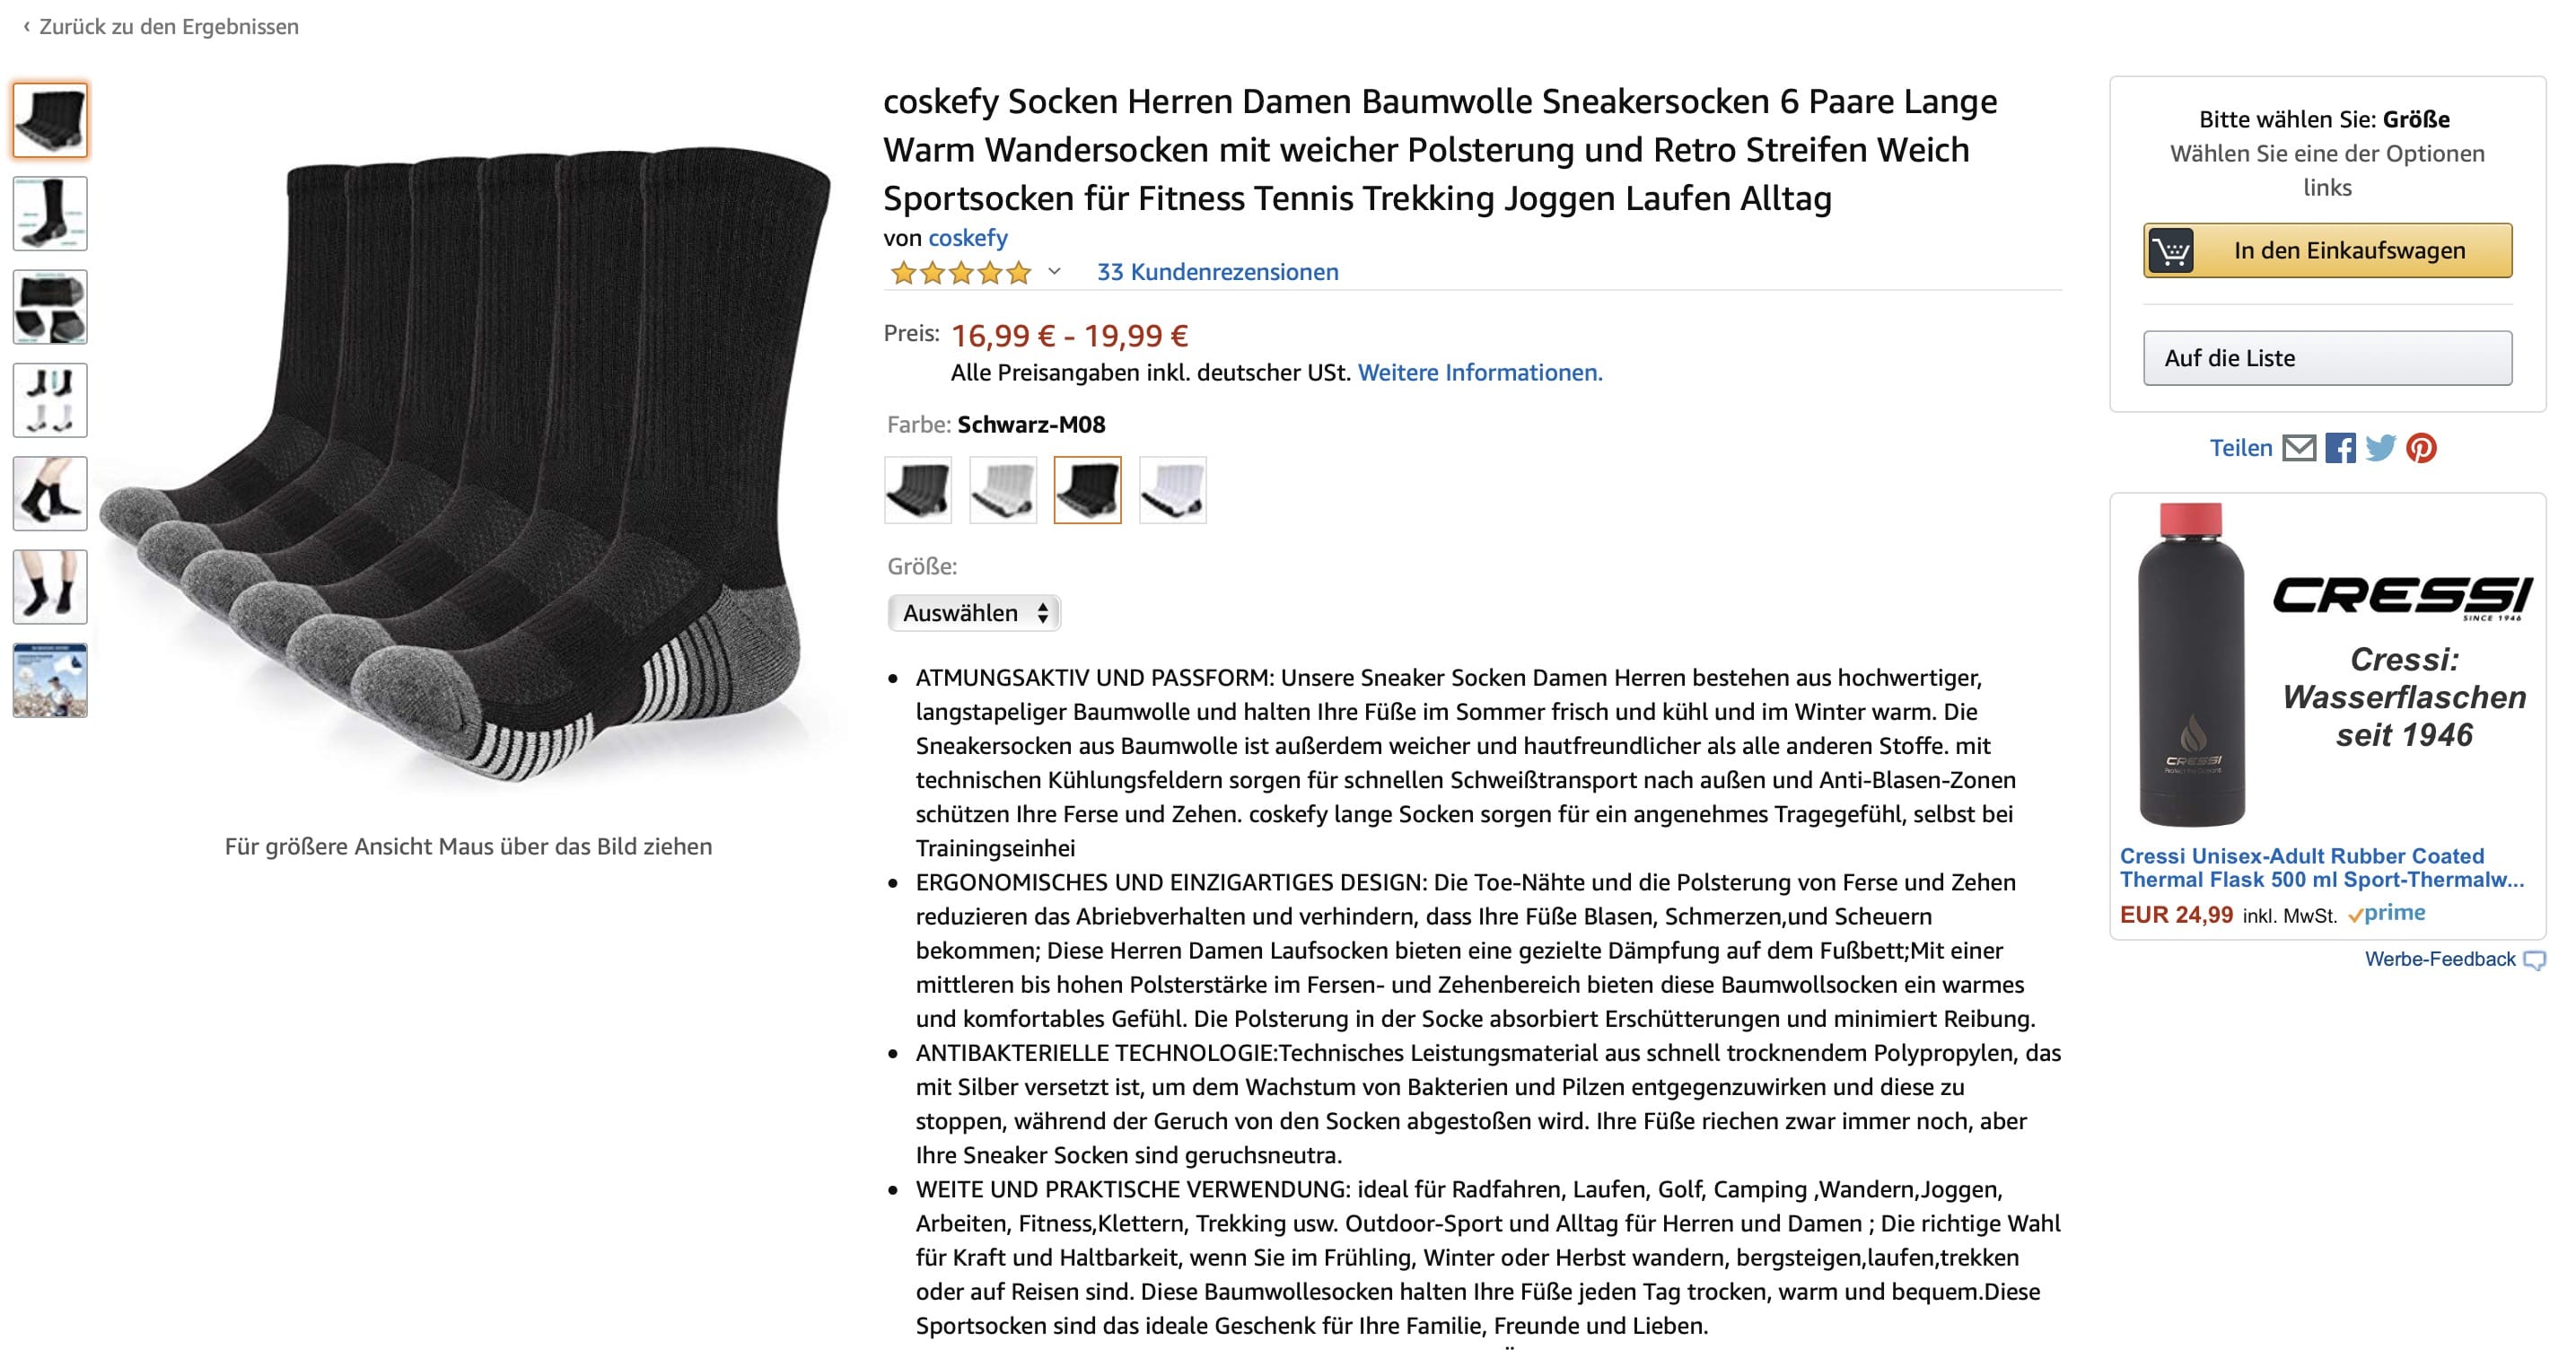 ‹ Zurück zu den Ergebnissen
coskefy Socken Herren Damen Baumwolle Sneakersocken 6 Paare Lange
Warm Wandersocken mit weicher Polsterung und Retro Streifen Weich
Sportsocken für Fitness Tennis Trekking Joggen Laufen Alltag
von coskefy
33 Kundenrezensionen
Preis: 16,99 € - 19,99 €
Alle Preisangaben inkl. deutscher USt. Weitere Informationen.
Farbe: Schwarz-M08
Größe:
Auswählen
• ATMUNGSAKTIV UND PASSFORM: Unsere Sneaker Socken Damen Herren bestehen aus hochwertiger,
langstapeliger Baumwolle und halten Ihre Füße im Sommer frisch und kühl und im Winter warm. Die
Sneakersocken aus Baumwolle ist außerdem weicher und hautfreundlicher als alle anderen Stoffe. mit
technischen Kühlungsfeldern sorgen für schnellen Schweißtransport nach außen und Anti-Blasen-Zonen
schützen Ihre Ferse und Zehen. coskefy lange Socken sorgen für ein angenehmes Tragegefühl, selbst bei
Trainingseinhei
• ERGONOMISCHES UND EINZIGARTIGES DESIGN: Die Toe-Nähte und die Polsterung von Ferse und Zehen
reduzieren das Abriebverhalten und verhindern, dass Ihre Füße Blasen, Schmerzen,und Scheuern
bekommen; Diese Herren Damen Laufsocken bieten eine gezielte Dämpfung auf dem Fußbett;Mit einer
mittleren bis hohen Polsterstärke im Fersen- und Zehenbereich bieten diese Baumwollsocken ein warmes
und komfortables Gefühl. Die Polsterung in der Socke absorbiert Erschütterungen und minimiert Reibung.
• ANTIBAKTERIELLE TECHNOLOGIE:Technisches Leistungsmaterial aus schnell trocknendem Polypropylen, das
mit Silber versetzt ist, um dem Wachstum von Bakterien und Pilzen entgegenzuwirken und diese zu
stoppen, während der Geruch von den Socken abgestoßen wird. Ihre Füße riechen zwar immer noch, aber
Ihre Sneaker Socken sind geruchsneutra.
• WEITE UND PRAKTISCHE VERWENDUNG: ideal für Radfahren, Laufen, Golf, Camping ,Wandern,Joggen,
Arbeiten, Fitness,Klettern, Trekking usw. Outdoor-Sport und Alltag für Herren und Damen ; Die richtige Wahl
für Kraft und Haltbarkeit, wenn Sie im Frühling, Winter oder Herbst wandern, bergsteigen,laufen,trekken
oder auf Reisen sind. Diese Baumwollesocken halten Ihre Füße jeden Tag trocken, warm und bequem.Diese
Sportsocken sind das ideale Geschenk für Ihre Familie, Freunde und Lieben.
Für größere Ansicht Maus über das Bild ziehen
Bitte wählen Sie: Größe
Wählen Sie eine der Optionen
links
In den Einkaufswagen
Auf die Liste
Teilen
CRESSI
SINCE 1946
Cressi:
Wasserflaschen
seit 1946
CRESSI
Cressi Unisex-Adult Rubber Coated
Thermal Flask 500 ml Sport-Thermalw...
EUR 24,99 inkl. MwSt. prime
Werbe-Feedback